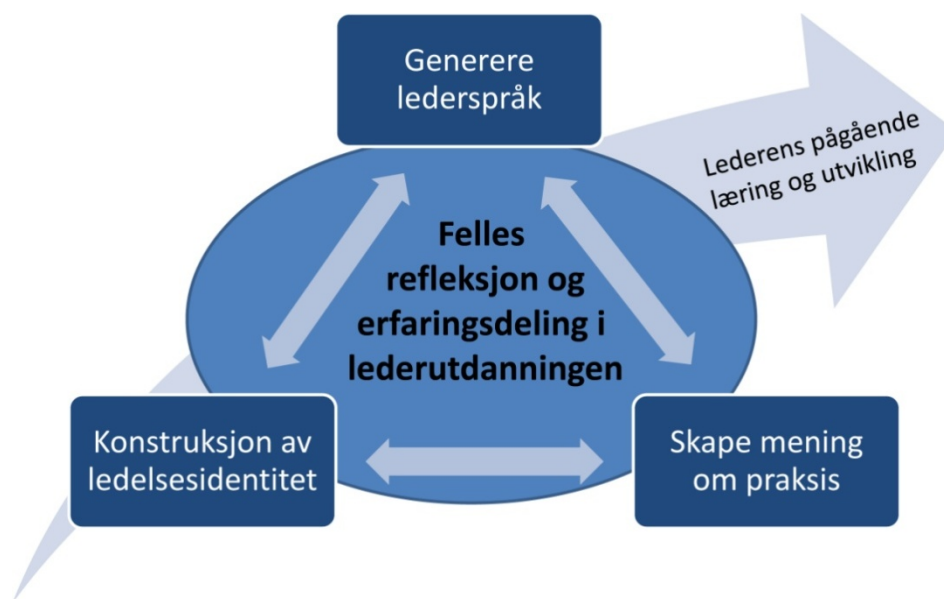 Generere
lederspråk
Lederens pågående
læring og utvikling
Felles
refleksjon og
erfaringsdeling i
lederutdanningen
Konstruksjon av
ledelsesidentitet
Skape mening
om praksis